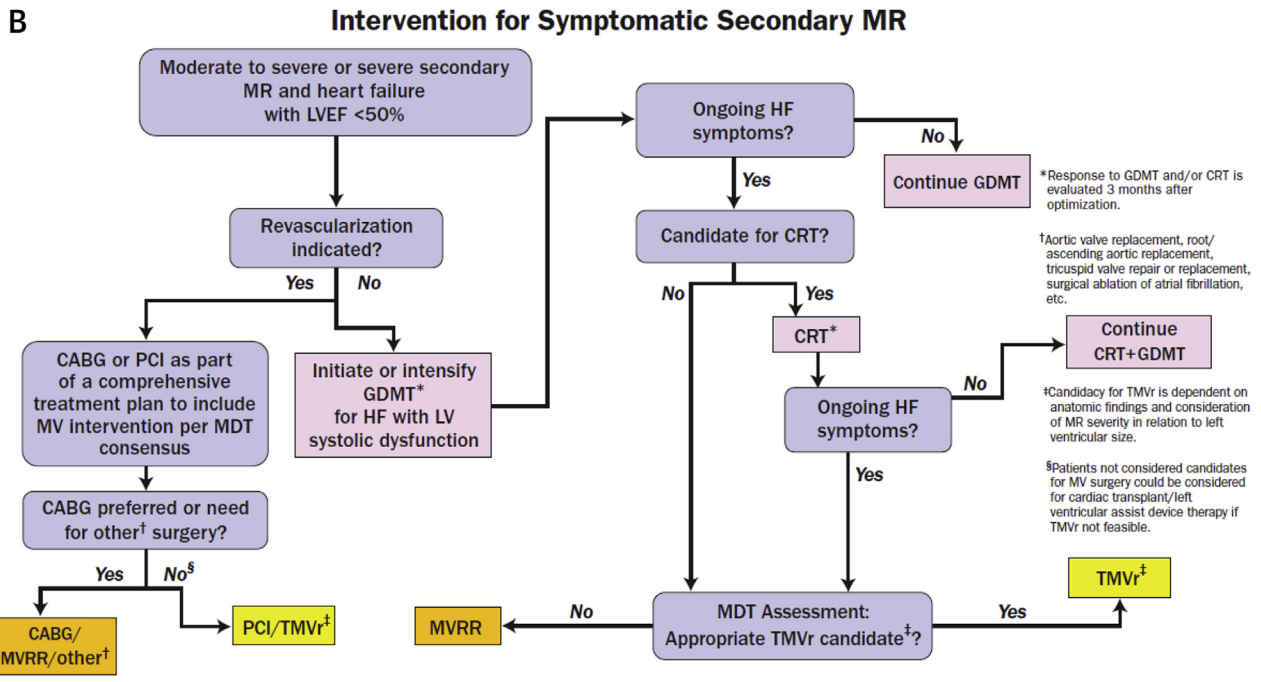 B
Intervention for Symptomatic Secondary MR
Moderate to severe or severe secondary
MR and heart failure
with LVEF <50%
Revascularization
indicated?
Yes
No
CABG or PCI as part
of a comprehensive
treatment plan to include
MV intervention per MDT
consensus
Initiate or intensify
GDMT*
for HF with LV
systolic dysfunction
CABG preferred or need
for other† surgery?
Yes
No§
CABG/
MVRR/other†
PCI/TMVr‡
Ongoing HF
symptoms?
No
Continue GDMT
Yes
Candidate for CRT?
No
Yes
CRT*
Ongoing HF
symptoms?
No
Continue
CRT+GDMT
Yes
MDT Assessment:
Appropriate TMVr candidate‡?
No
MVRR
Yes
TMVr‡
*Response to GDMT and/or CRT is
evaluated 3 months after
optimization.
†Aortic valve replacement, root/
ascending aortic replacement,
tricuspid valve repair or replacement,
surgical ablation of atrial fibrillation,
etc.
‡Candidacy for TMVr is dependent on
anatomic findings and consideration
of MR severity in relation to left
ventricular size.
§Patients not considered candidates
for MV surgery could be considered
for cardiac transplant/left
ventricular assist device therapy if
TMVr not feasible.